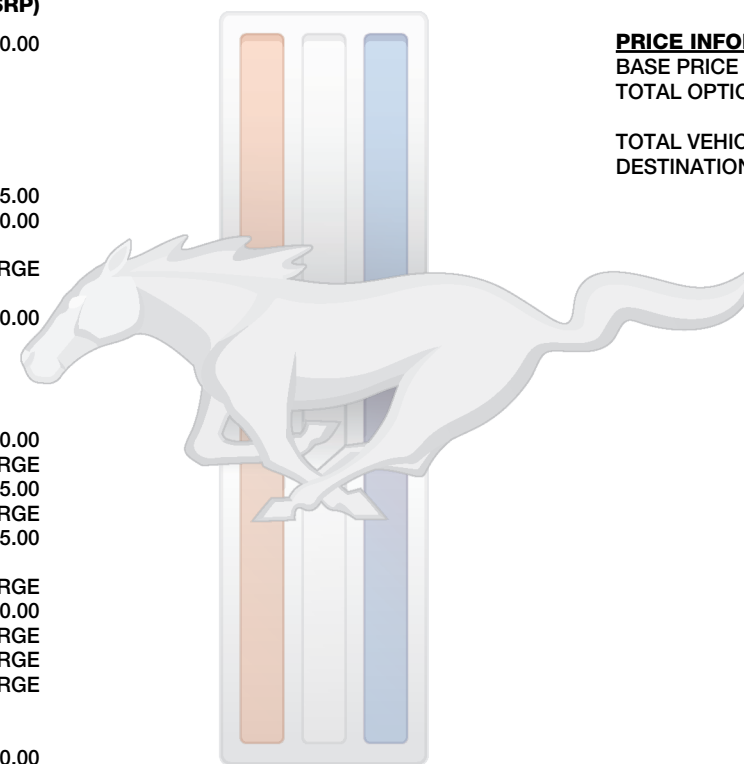 SRP)
0.00
5.00
0.00
RGE
0.00
0.00
RGE
5.00
RGE
5.00
RGE
0.00
RGE
RGE
RGE
0.00
PRICE INFO
BASE PRICE
TOTAL OPTIO
TOTAL VEHIC
DESTINATION